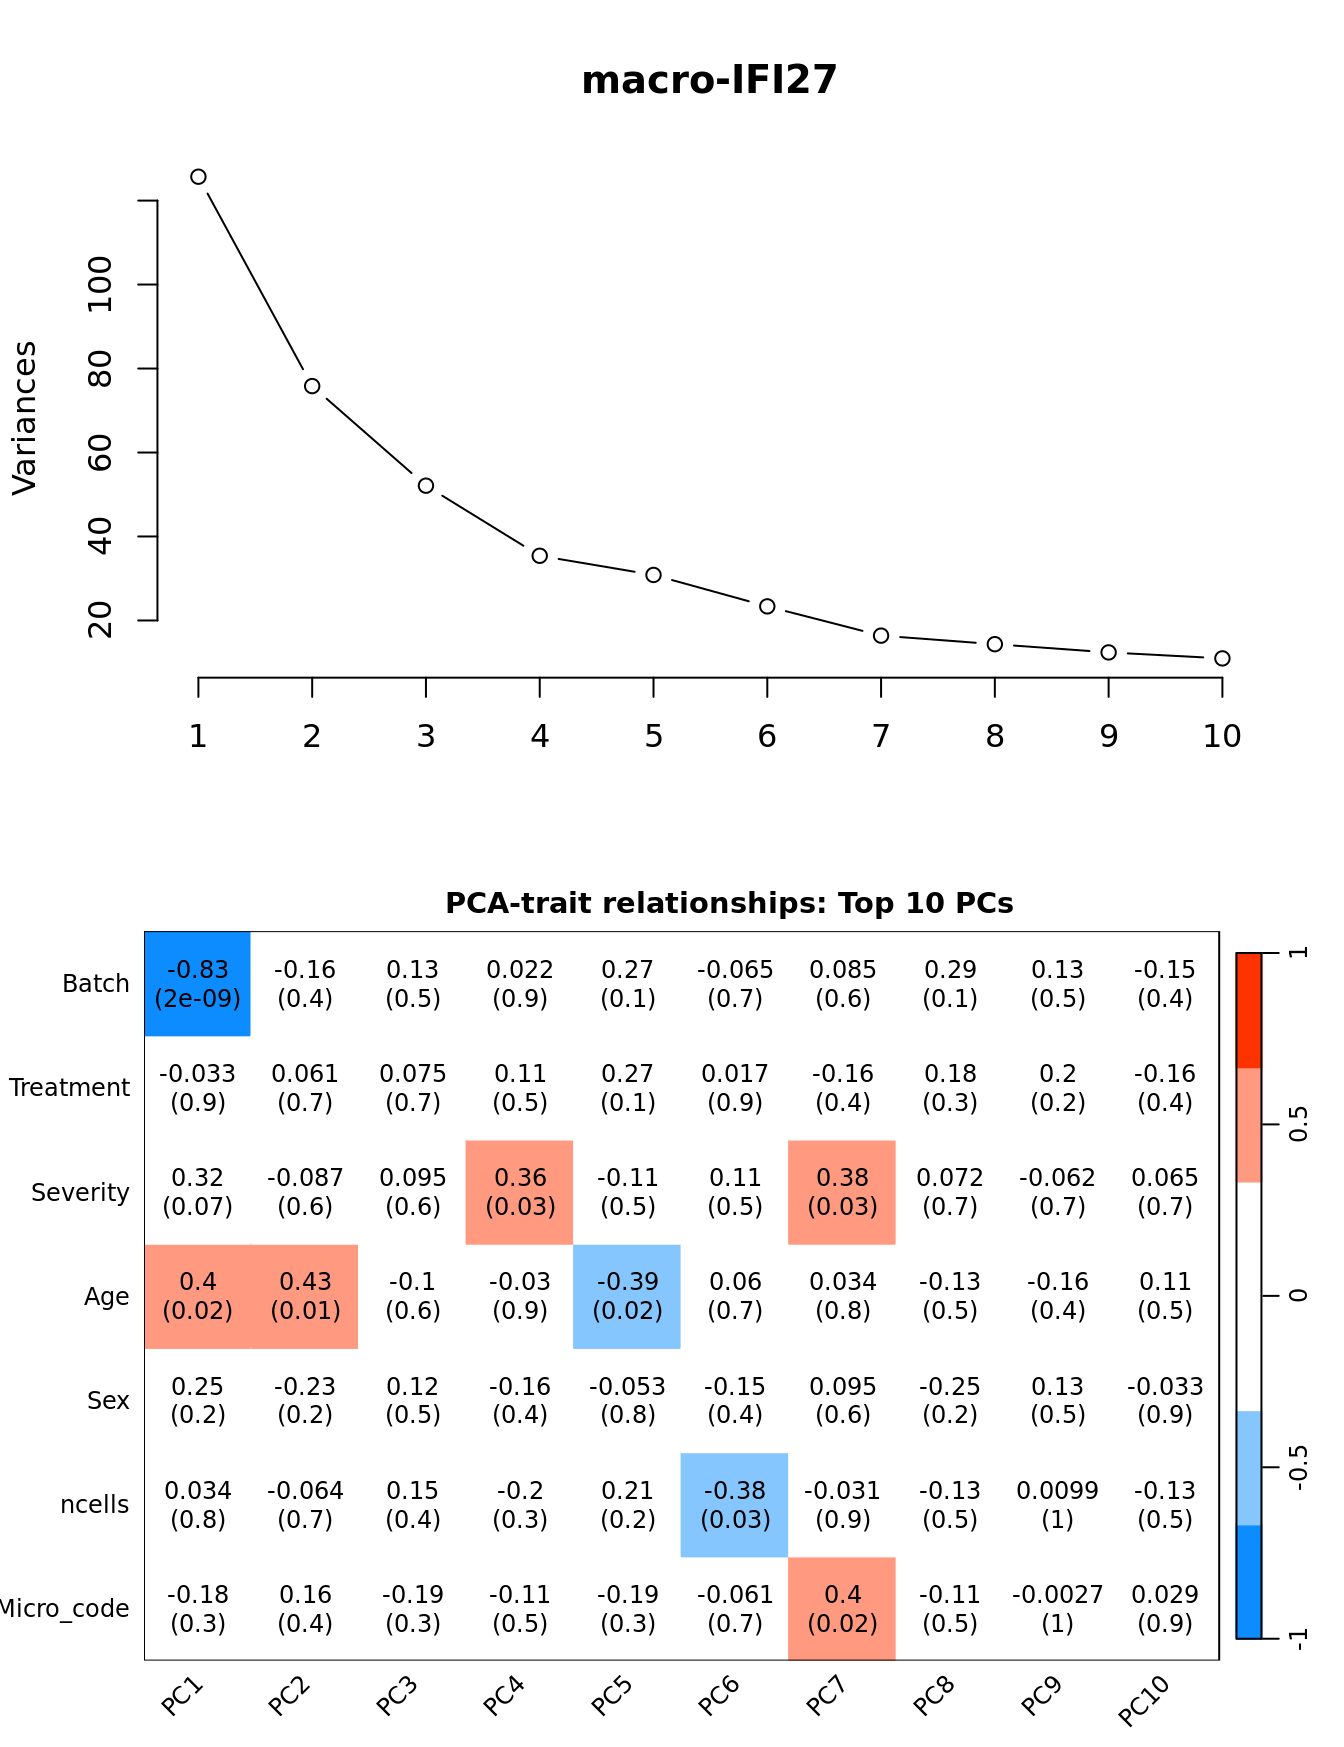 macro-IFI27
Variances
100
80
60
40
20
1 2 3 4 5 6 7 8 9 10
PCA-trait relationships: Top 10 PCs
Batch -0.83 -0.16 0.13 0.022 0.27 -0.065 0.085 0.29 0.13 -0.15
(2e-09) (0.4) (0.5) (0.9) (0.1) (0.7) (0.6) (0.1) (0.5) (0.4)
Treatment -0.033 0.061 0.075 0.11 0.27 0.017 -0.16 0.18 0.2 -0.16
(0.9) (0.7) (0.7) (0.5) (0.1) (0.9) (0.4) (0.3) (0.2) (0.4)
Severity 0.32 -0.087 0.095 0.36 -0.11 0.11 0.38 0.072 -0.062 0.065
(0.07) (0.6) (0.6) (0.03) (0.5) (0.5) (0.03) (0.7) (0.7) (0.7)
Age 0.4 0.43 -0.1 -0.03 -0.39 0.06 0.034 -0.13 -0.16 0.11
(0.02) (0.01) (0.6) (0.9) (0.02) (0.7) (0.8) (0.5) (0.4) (0.5)
Sex 0.25 -0.23 0.12 -0.16 -0.053 -0.15 0.095 -0.25 0.13 -0.033
(0.2) (0.2) (0.5) (0.4) (0.8) (0.4) (0.6) (0.2) (0.5) (0.9)
ncells 0.034 -0.064 0.15 -0.2 0.21 -0.38 -0.031 -0.13 0.0099 -0.13
(0.8) (0.7) (0.4) (0.3) (0.2) (0.03) (0.9) (0.5) (1) (0.5)
Micro_code -0.18 0.16 -0.19 -0.11 -0.19 -0.061 0.4 -0.11 -0.0027 0.029
(0.3) (0.4) (0.3) (0.5) (0.3) (0.7) (0.02) (0.5) (1) (0.9)
PC1 PC2 PC3 PC4 PC5 PC6 PC7 PC8 PC9 PC10
1
0.5
0
-0.5
-1